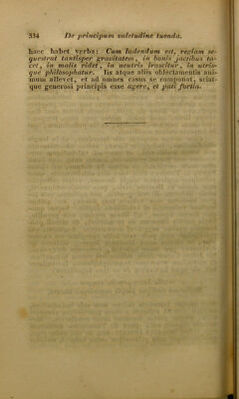 334 De principum valetudine tuenda.
haec habet verba: Cum ludendum est, regiam se-
questrat tantisper gravitatem, in bonis jactibus ta-
cet, in malis ridet, in neutris irascitur, in utris-
que philosophatur. Iis atque aliis oblectamentis ani-
mum allevet, et ad omnes casus se componat, sciat-
que generosi principis esse agere, et pati fortia.